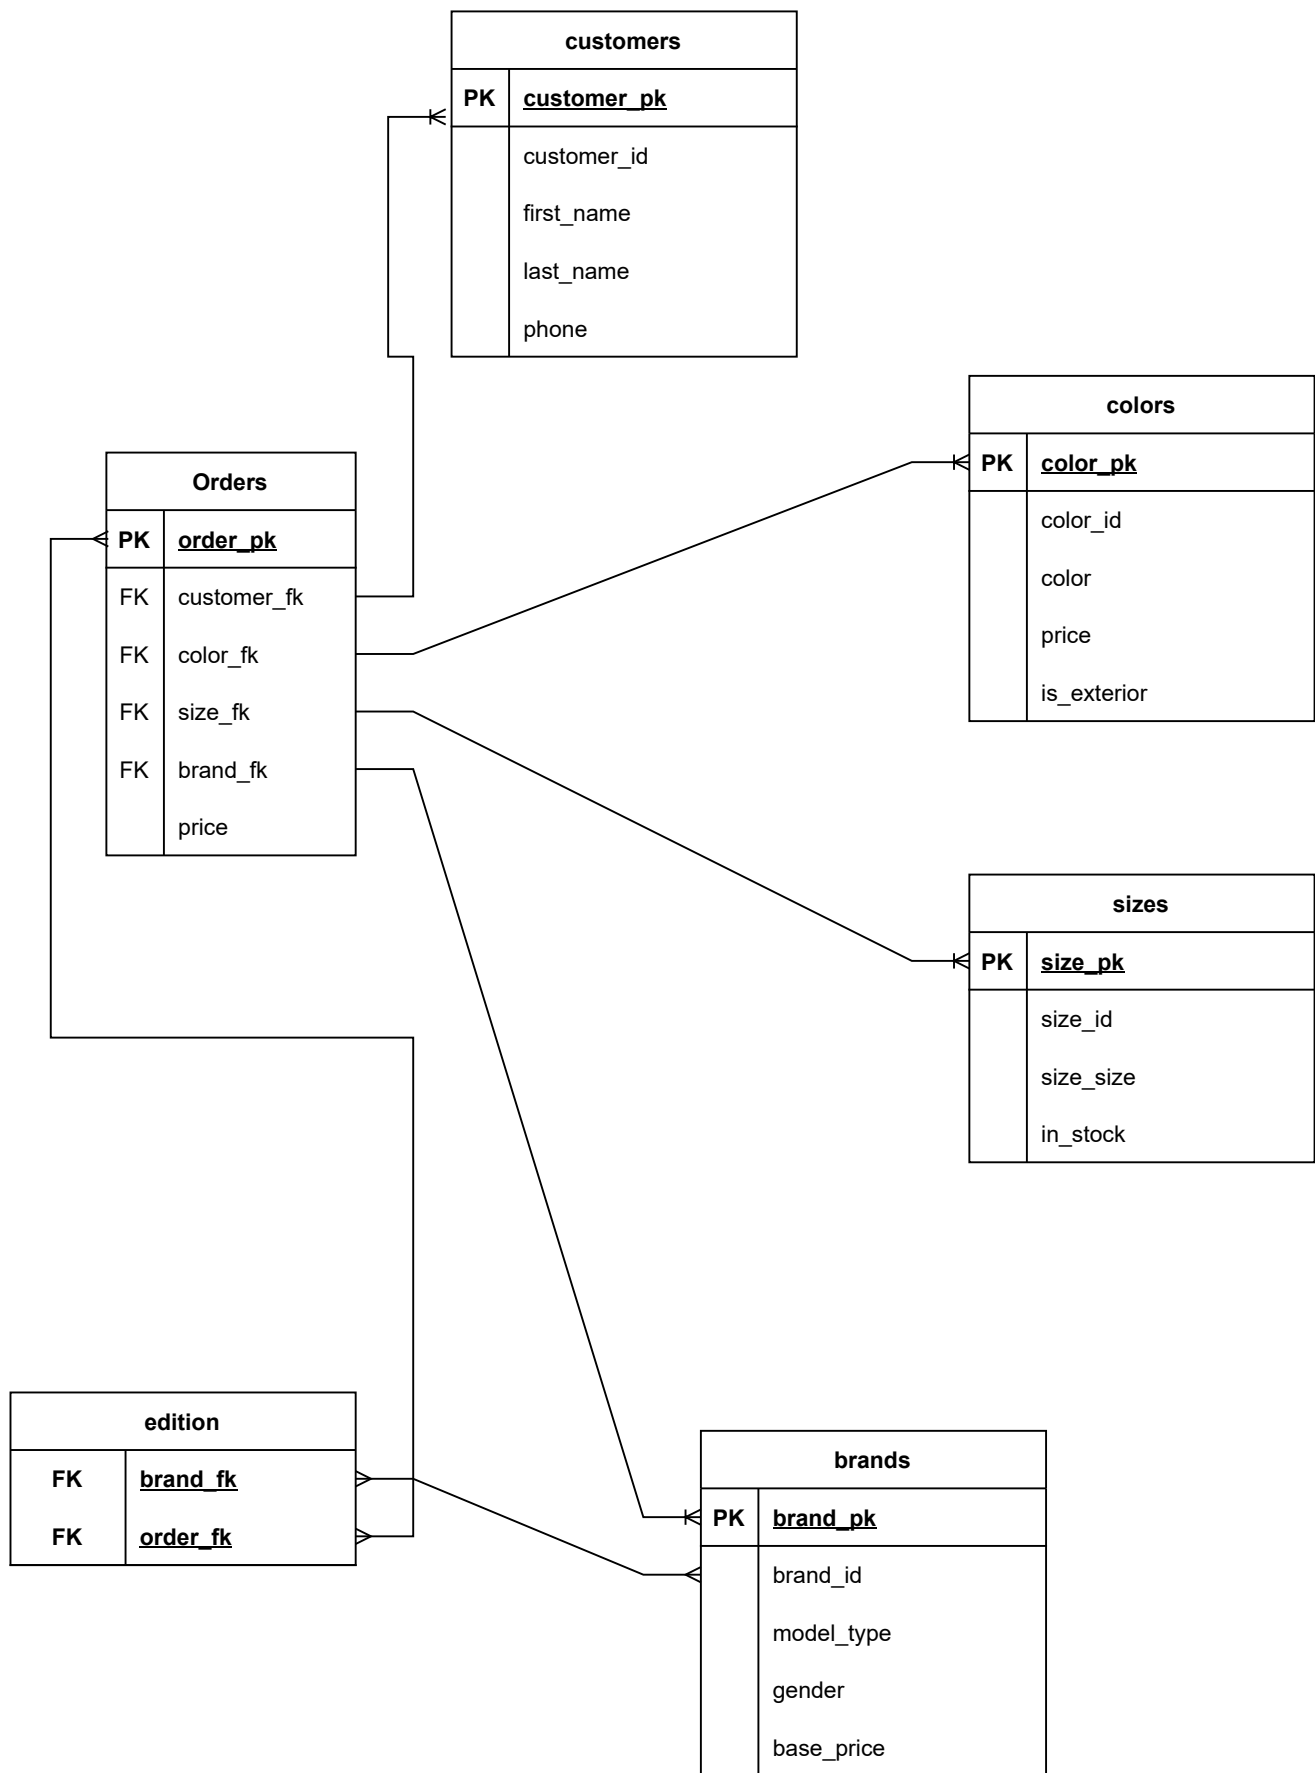 customers
PK customer_pk
customer_id
first_name
last_name
phone
colors
PK color_pk
color_id
color
price
is_exterior
Orders
PK order_pk
FK customer_fk
FK color_fk
FK size_fk
FK brand_fk
price
sizes
PK size_pk
size_id
size_size
in_stock
edition
FK brand_fk
FK order_fk
brands
PK brand_pk
brand_id
model_type
gender
base_price